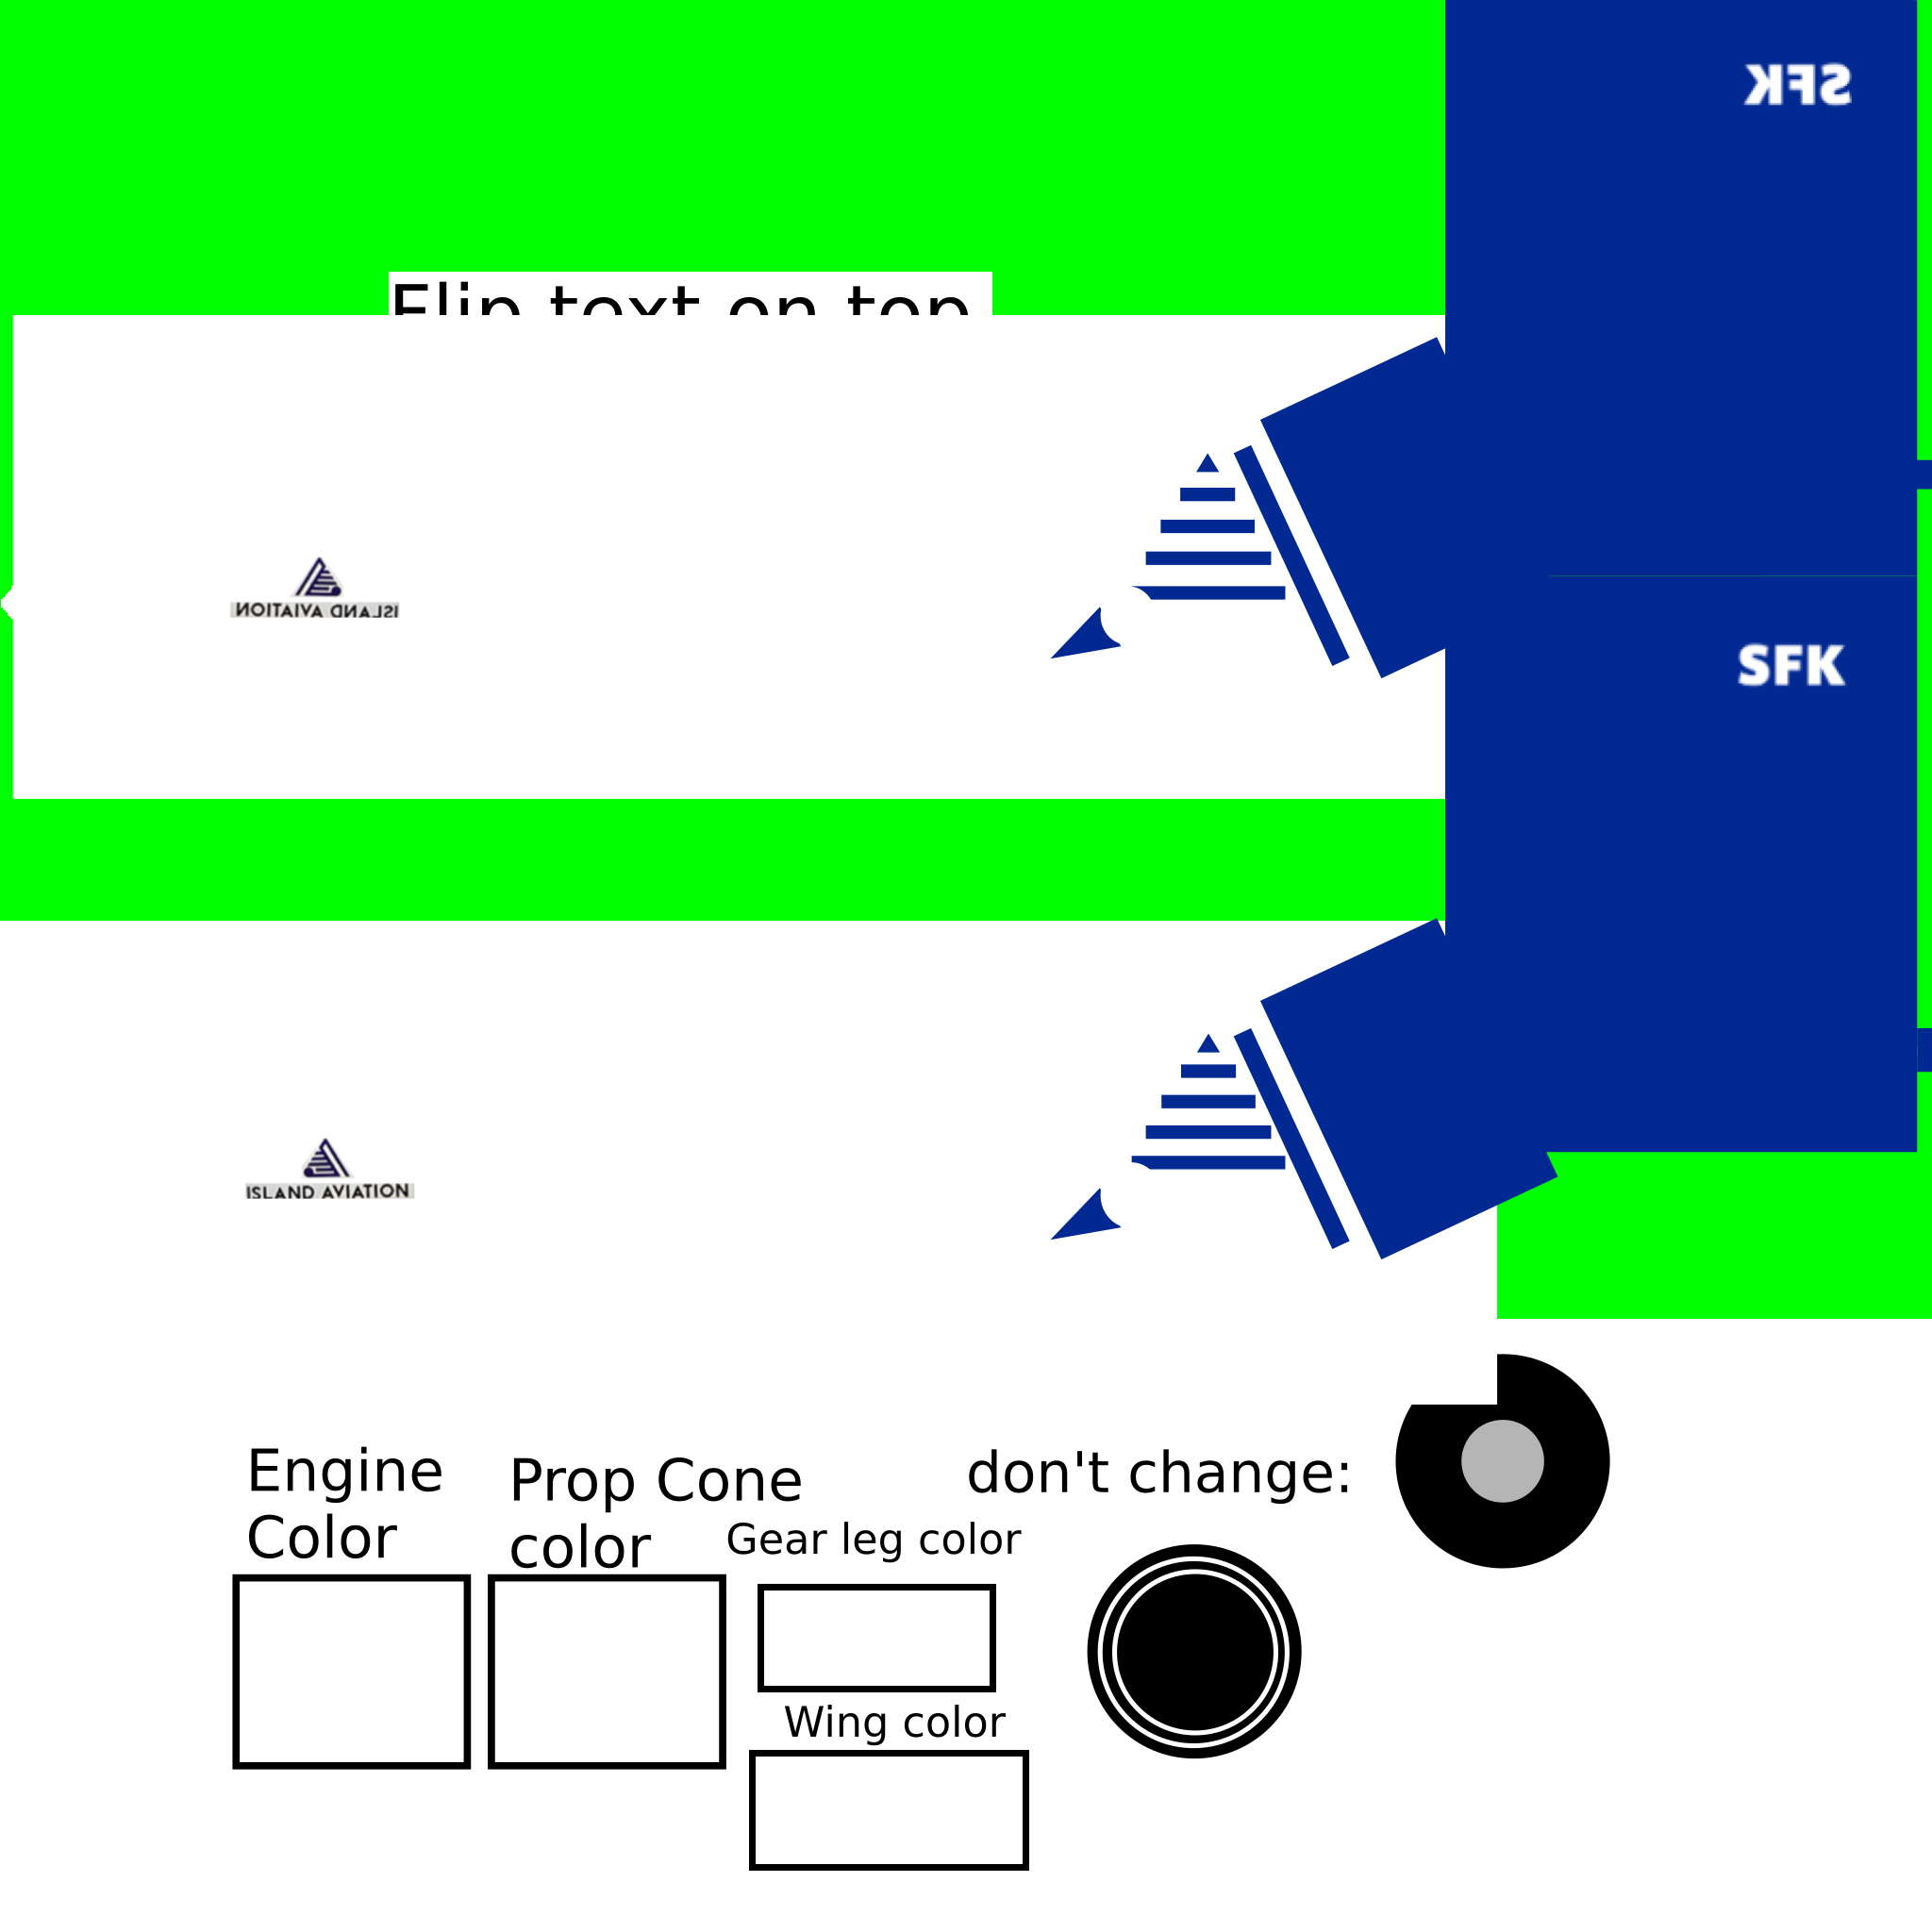 SFK
Flip text on top
ISLAND AVIATION
SFK
ISLAND AVIATION
Engine
Color
Prop Cone
color
don't change:
Gear leg color
Wing color